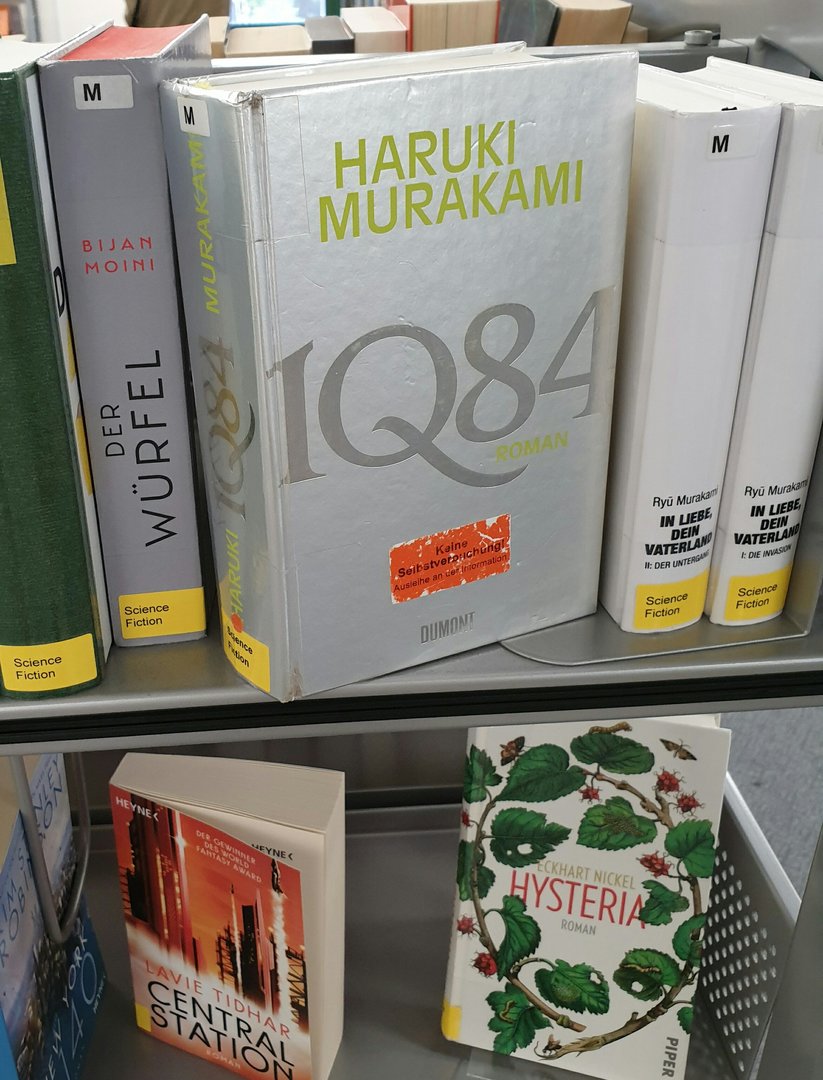 M
BIJAN
MOINI
DER
WÜRFEL
Science
Fiction
Science
Fiction
M
HARUKI MURAKAMI
1Q84
Science
Fiction
HARUKI
MURAKAMI
1Q84
ROMAN
Keine
Selbstverbuchung!
Ausleihe an der Information
DUMONT
M
Ryū Murakami
IN LIEBE,
DEIN
VATERLAND
II: DER UNTERGANG
Science
Fiction
Ryū Murakami
IN LIEBE,
DEIN
VATERLAND
I: DIE INVASION
Science
Fiction
HEYNE
HEYNE
DER GEWINNER
DES WORLD
FANTASY AWARD
LAVIE TIDHAR
CENTRAL
STATION
ROMAN
ECKHART NICKEL
HYSTERIA
ROMAN
PIPER